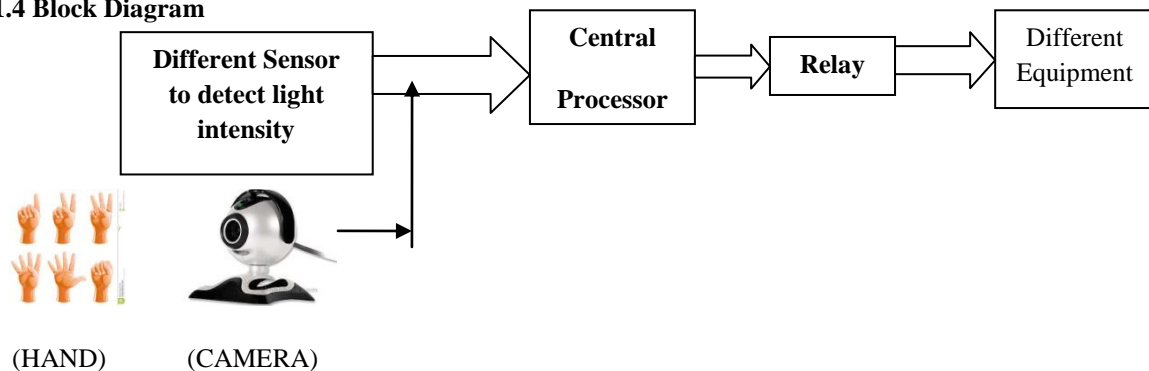 1.4 Block Diagram
Different Sensor
to detect light
intensity
Central
Processor
Relay
Different
Equipment
(HAND)
(CAMERA)